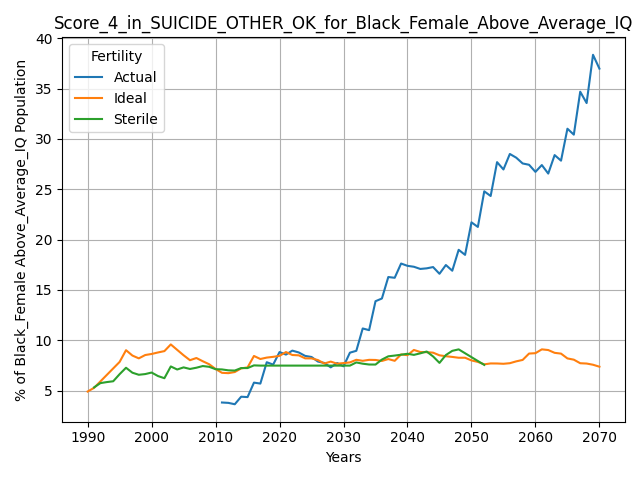 Score_4_in_SUICIDE_OTHER_OK_for_Black_Female_Above_Average_IQ
% of Black_Female Above_Average_IQ Population
40
35
30
25
20
15
10
5
Fertility
Actual
Ideal
Sterile
1990 2000 2010 2020 2030 2040 2050 2060 2070
Years